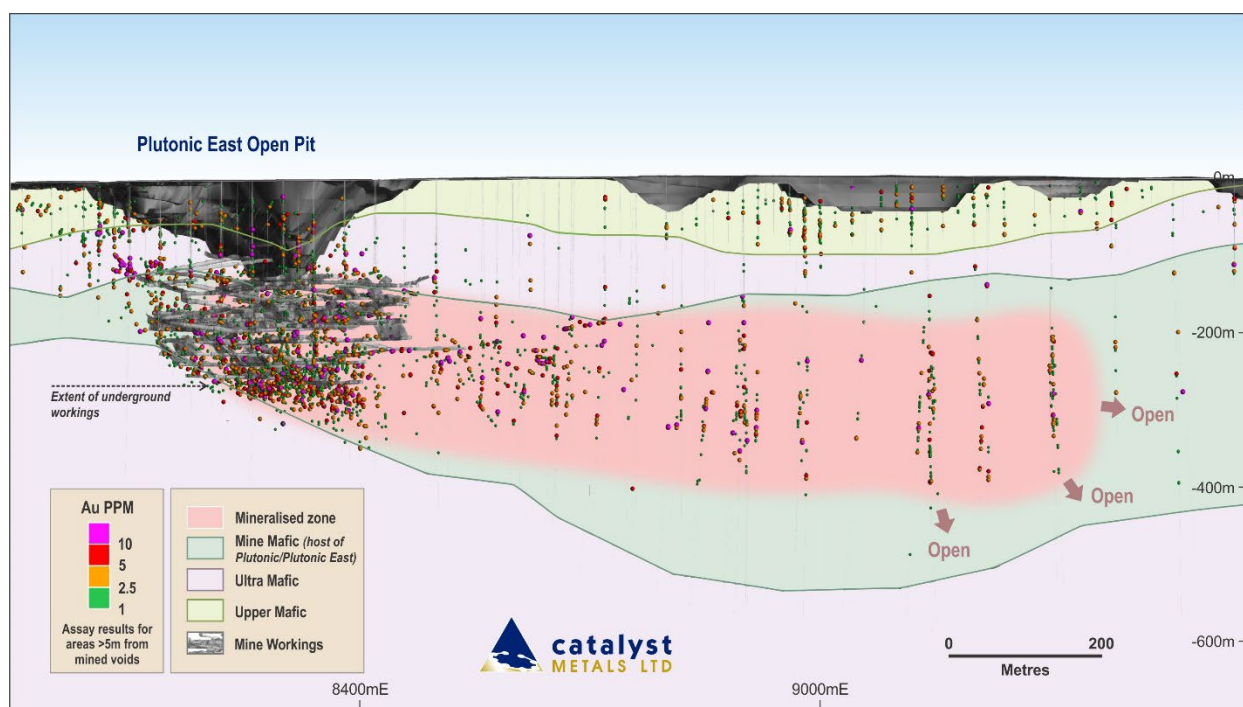 Plutonic East Open Pit
0m
-200m
Extent of underground
workings
Open
Open
Open
-400m
-600m
Au PPM
10
5
2.5
1
Assay results for
areas >5m from
mined voids
Mineralised zone
Mine Mafic (host of
Plutonic/Plutonic East)
Ultra Mafic
Upper Mafic
Mine Workings
catalyst
METALS LTD
0
200
Metres
8400mE
9000mE